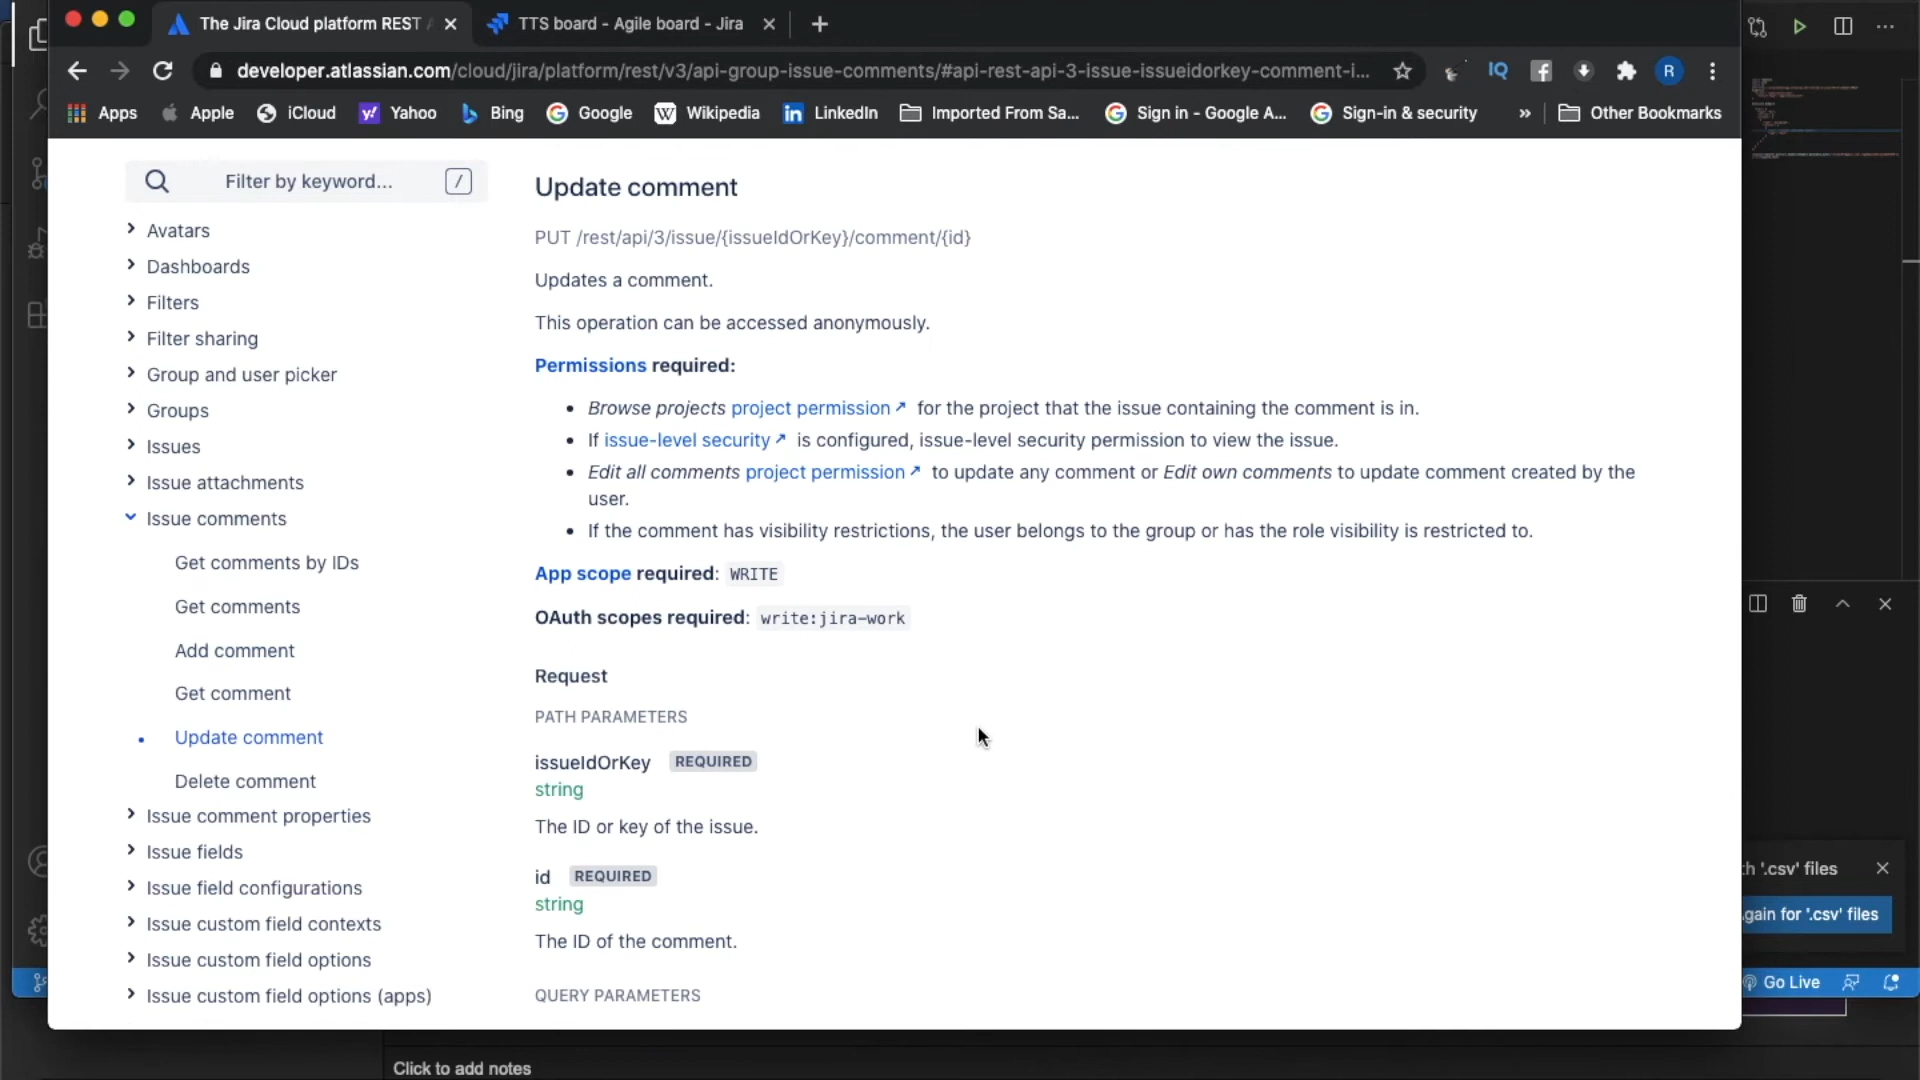 The Jira Cloud platform REST A
TTS board - Agile board - Jira
developer.atlassian.com/cloud/jira/platform/rest/v3/api-group-issue-comments/#api-rest-api-3-issue-issueidorkey-comment-i...
IQ
R
Apps
Apple
iCloud
Yahoo
Bing
Google
Wikipedia
LinkedIn
Imported From Sa...
Sign in - Google A...
Sign-in & security
»
Other Bookmarks
Filter by keyword...
/
Avatars
Dashboards
Filters
Filter sharing
Group and user picker
Groups
Issues
Issue attachments
Issue comments
Get comments by IDs
Get comments
Add comment
Get comment
Update comment
Delete comment
Issue comment properties
Issue fields
Issue field configurations
Issue custom field contexts
Issue custom field options
Issue custom field options (apps)
Update comment
PUT /rest/api/3/issue/{issueIdOrKey}/comment/{id}
Updates a comment.
This operation can be accessed anonymously.
Permissions required:
• Browse projects project permission↗ for the project that the issue containing the comment is in.
• If issue-level security↗ is configured, issue-level security permission to view the issue.
• Edit all comments project permission↗ to update any comment or Edit own comments to update comment created by the
user.
• If the comment has visibility restrictions, the user belongs to the group or has the role visibility is restricted to.
App scope required: WRITE
OAuth scopes required: write:jira-work
Request
PATH PARAMETERS
issueIdOrKey REQUIRED
string
The ID or key of the issue.
id REQUIRED
string
The ID of the comment.
QUERY PARAMETERS
th '.csv' files
gain for '.csv' files
Go Live
Click to add notes